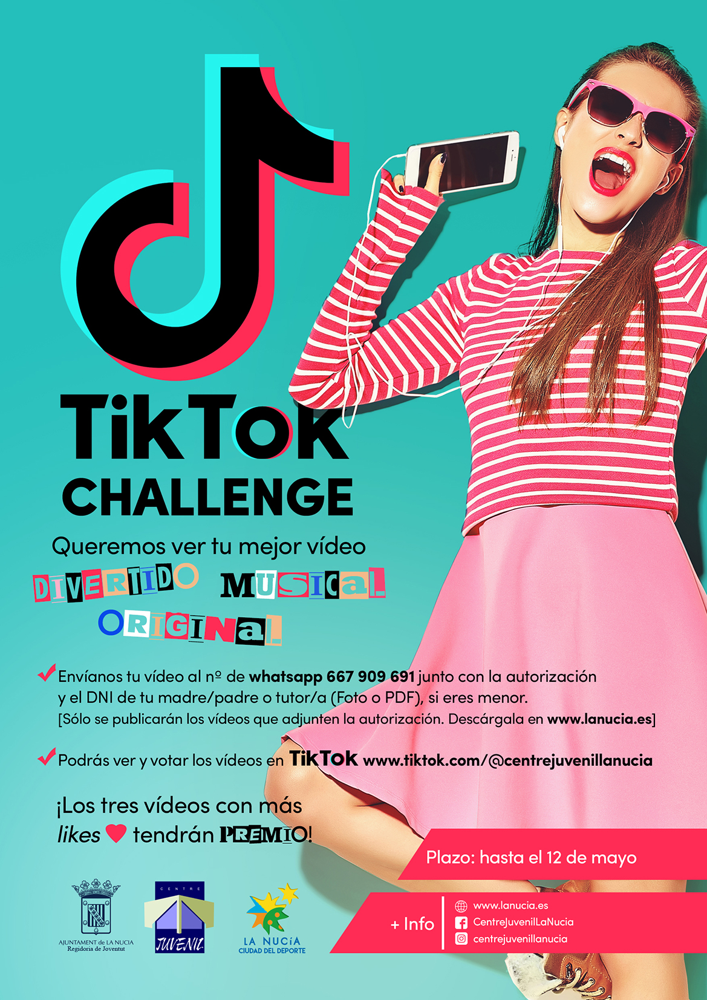 TikTok
CHALLENGE
Queremos ver tu mejor vídeo
DIVERTIDO MUSICAL
ORIGINAL
Envíanos tu vídeo al nº de whatsapp 667 909 691 junto con la autorización
y el DNI de tu madre/padre o tutor/a (Foto o PDF), si eres menor.
[Sólo se publicarán los vídeos que adjunten la autorización. Descárgala en www.lanucia.es]
Podrás ver y votar los vídeos en TikTok www.tiktok.com/@centrejuvenillanucia
¡Los tres vídeos con más
likes tendrán PREMIO!
Plazo: hasta el 12 de mayo
+ Info
www.lanucia.es
CentreJuvenilLaNucia
centrejuvenillanucia
AJUNTAMENT de LA NUCIA
Regidoria de Joventut
CENTRE
JUVENIL
LA NUCÍA
CIUDAD DEL DEPORTE